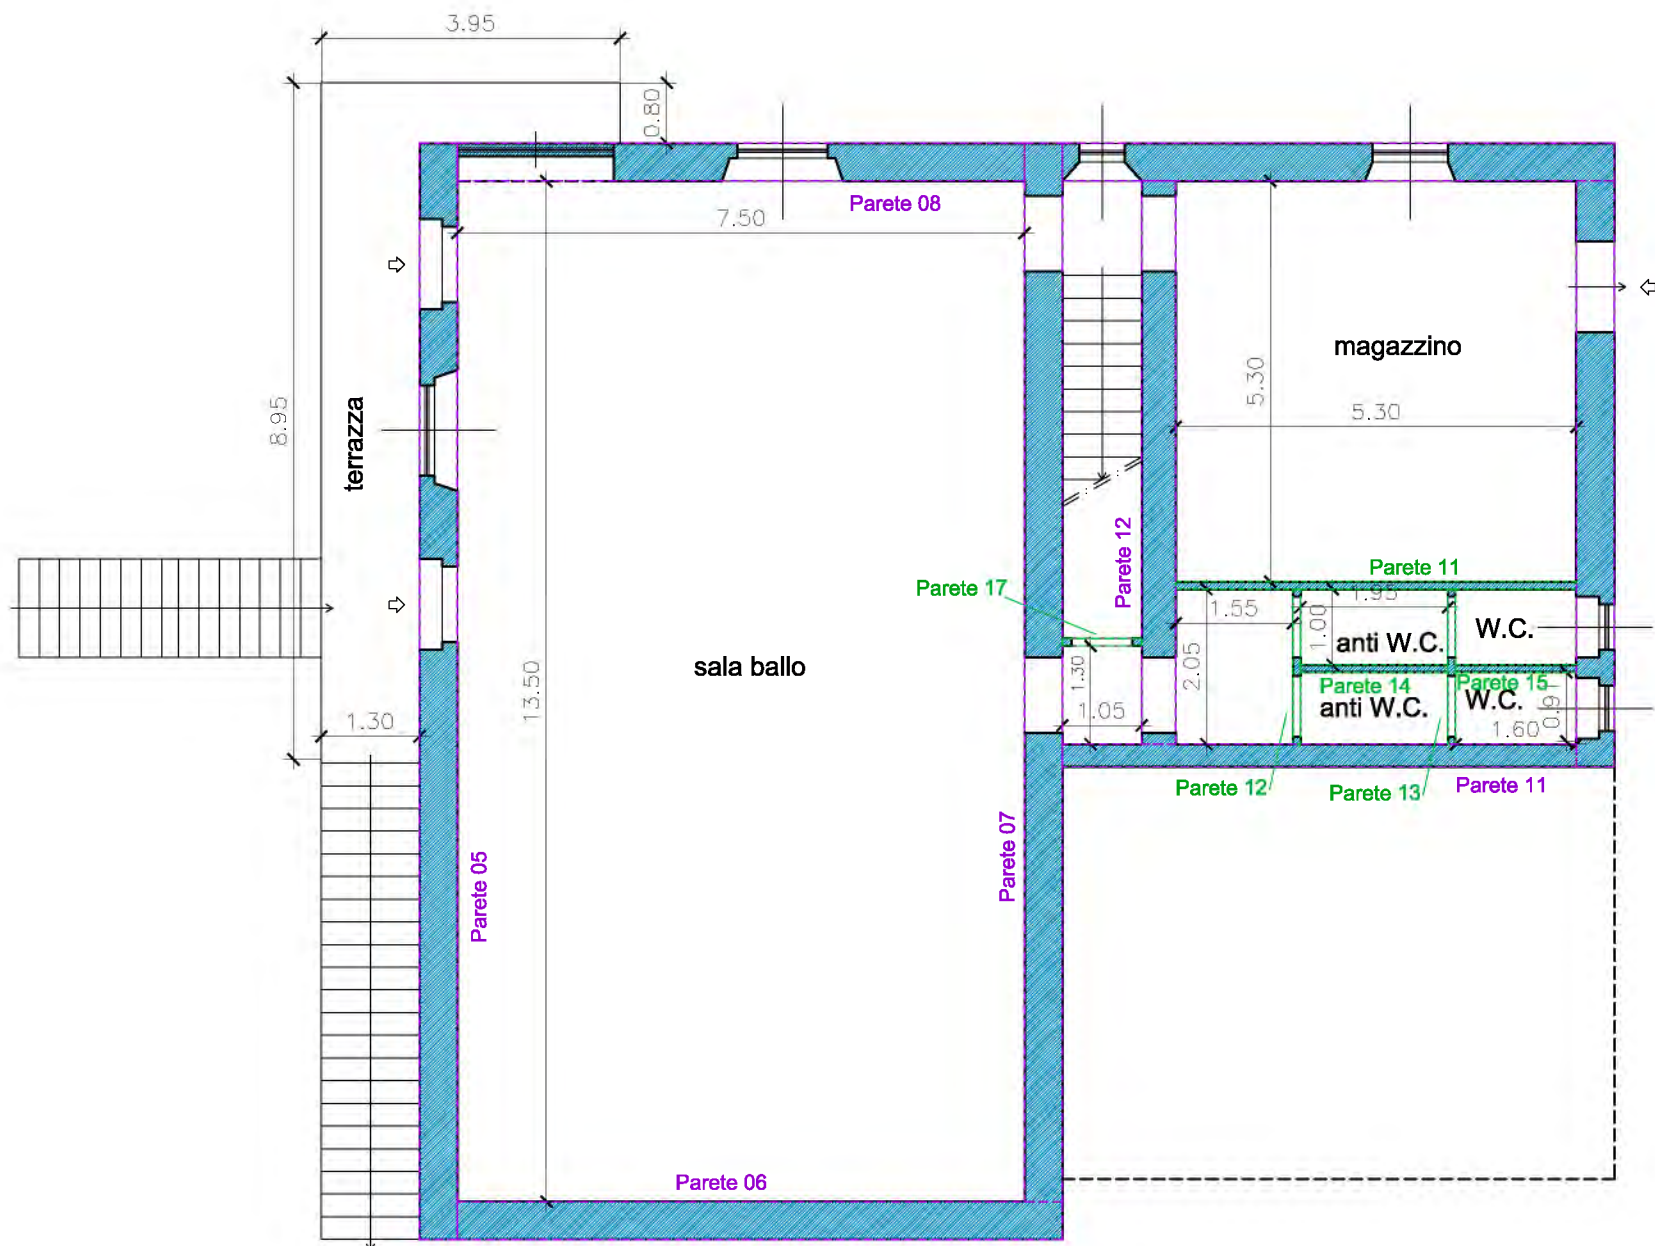 3.95
0.80
Parete 08
7.50
magazzino
5.30
5.30
8.95
terrazza
Parete 12
Parete 11
Parete 17
1.55
1.95
1.00
anti W.C.
W.C.
sala ballo
13.50
1.30
2.05
Parete 14
Parete 15
anti W.C.
W.C.
0.91
1.30
1.05
1.60
Parete 12
Parete 13
Parete 11
Parete 05
Parete 07
Parete 06